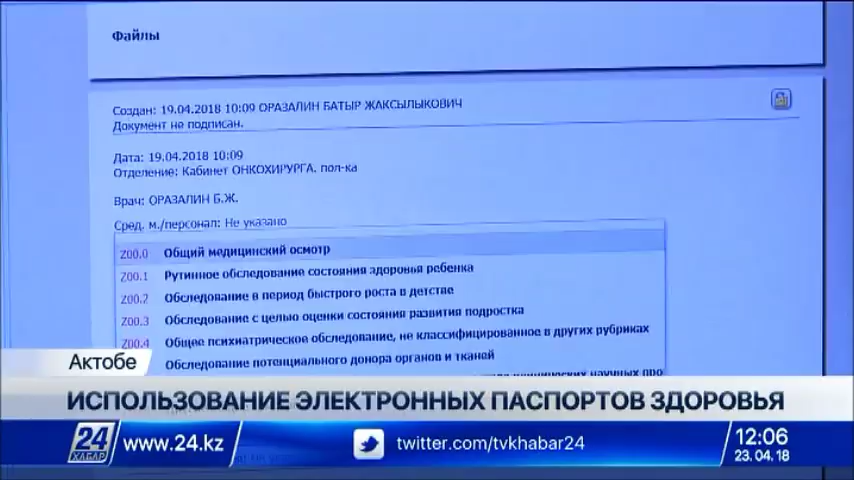 Файлы
Создан: 19.04.2018 10:09 ОРАЗАЛИН БАТЫР ЖАКСЫЛЫКОВИЧ
Документ не подписан.
Дата: 19.04.2018 10:09
Отделение: Кабинет ОНКОХИРУРГА. пол-ка
Врач: ОРАЗАЛИН Б.Ж.
Сред. м./персонал: Не указано
Z00.0 Общий медицинский осмотр
Z00.1 Рутинное обследование состояния здоровья ребенка
Z00.2 Обследование в период быстрого роста в детстве
Z00.3 Обследование с целью оценки состояния развития подростка
Z00.4 Общее психиатрическое обследование, не классифицированное в других рубриках
Обследование потенциального донора органов и тканей
научных про
Актобе
ИСПОЛЬЗОВАНИЕ ЭЛЕКТРОННЫХ ПАСПОРТОВ ЗДОРОВЬЯ
24 ХАБАР www.24.kz twitter.com/tvkhabar24 12:06
23.04.18